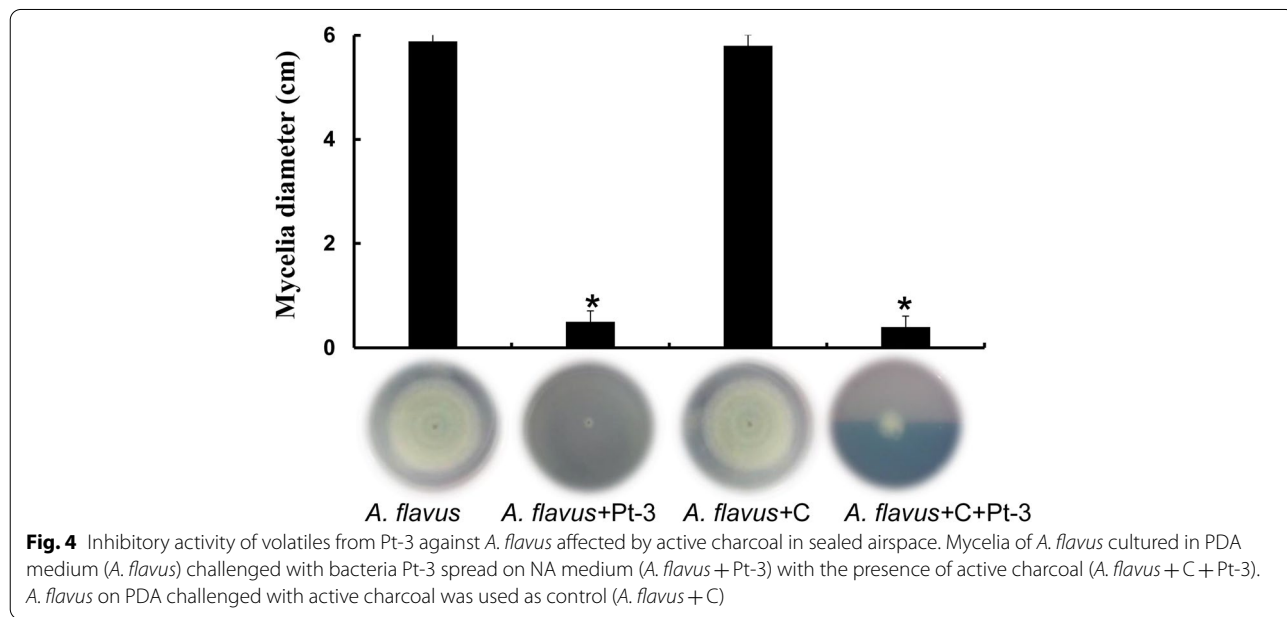 6
4
2
0
Mycelia diameter (cm)
*
*
A. flavus A. flavus+Pt-3 A. flavus+C A. flavus+C+Pt-3
Fig. 4 Inhibitory activity of volatiles from Pt-3 against A. flavus affected by active charcoal in sealed airspace. Mycelia of A. flavus cultured in PDA
medium (A. flavus) challenged with bacteria Pt-3 spread on NA medium (A. flavus + Pt-3) with the presence of active charcoal (A. flavus + C + Pt-3).
A. flavus on PDA challenged with active charcoal was used as control (A. flavus + C)